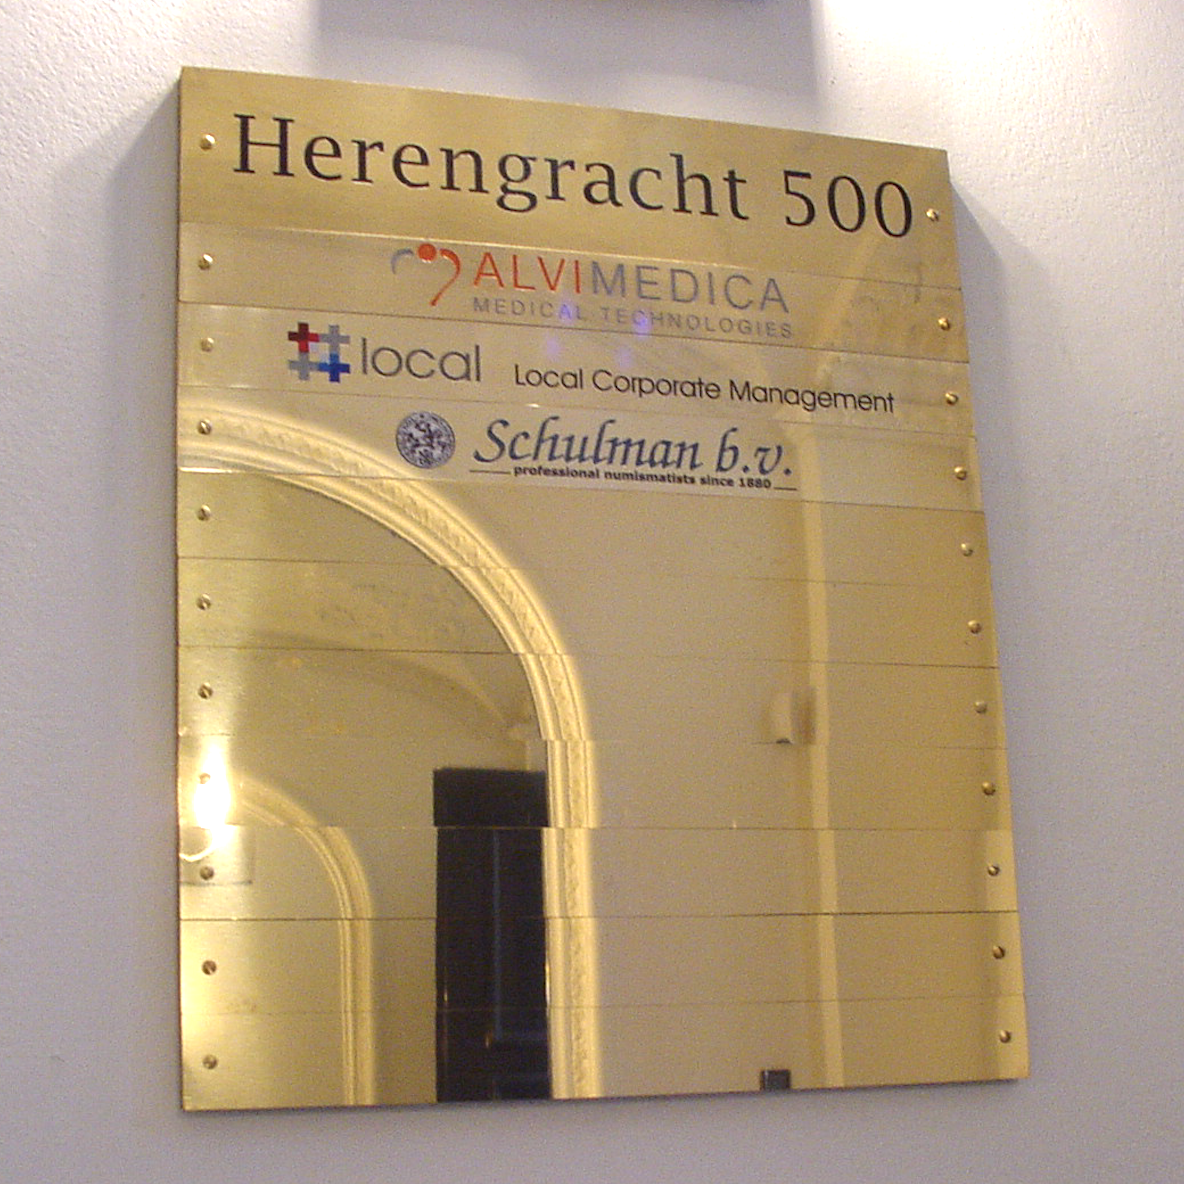 Herengracht 500
ALVIMEDICA
MEDICAL TECHNOLOGIES
local Local Corporate Management
Schulman b.v.
professional numismatists since 1880